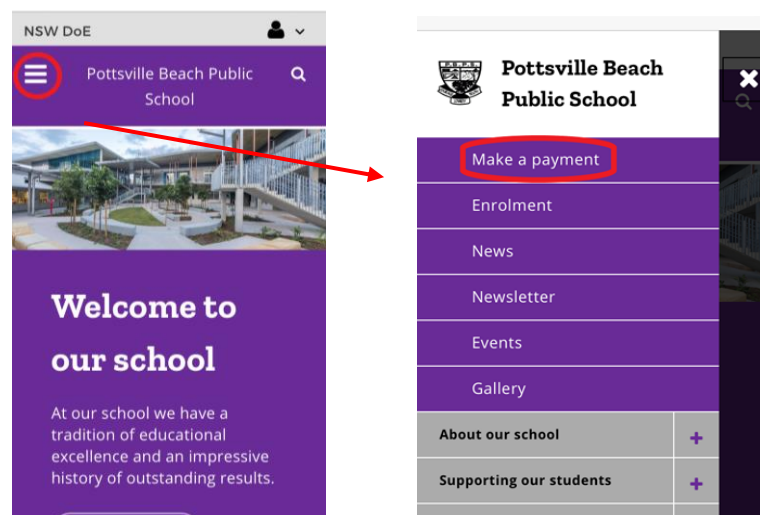 NSW DoE
Pottsville Beach Public
School
Welcome to
our school
At our school we have a
tradition of educational
excellence and an impressive
history of outstanding results.
Pottsville Beach
Public School
Make a payment
Enrolment
News
Newsletter
Events
Gallery
About our school
+
Supporting our students
+